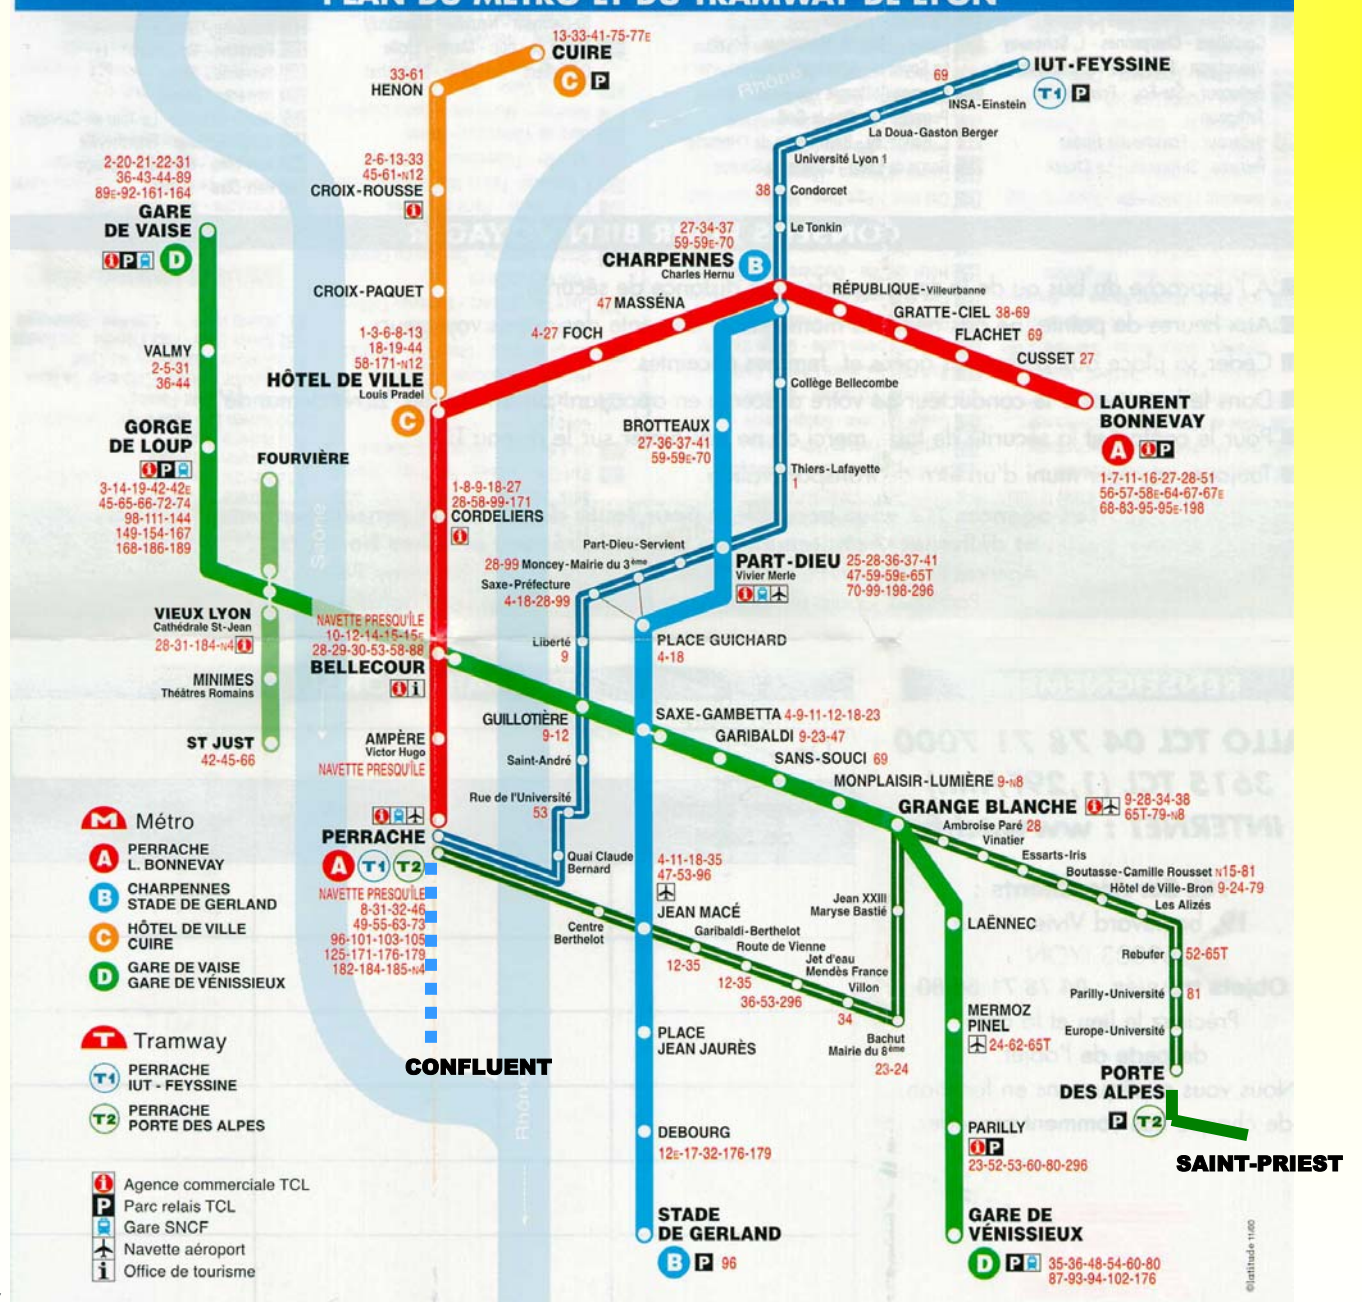 PLAN DU MÉTRO ET DU TRAMWAY DE LYON
13-33-41-75-77E
CUIRE
C P
33-61
HENON
2-6-13-33
45-61-N12
CROIX-ROUSSE
CROIX-PAQUET
1-3-6-8-13
18-19-44
58-171-N12
HÔTEL DE VILLE
Louis Pradel
C
Rhône
69
IUT-FEYSSINE
T1 P
INSA-Einstein
La Doua-Gaston Berger
Université Lyon 1
38 Condorcet
Le Tonkin
27-34-37
59-59E-70
CHARPENNES
Charles Hernu
B
47 MASSÉNA
4-27 FOCH
RÉPUBLIQUE-Villeurbanne
GRATTE-CIEL 38-69
FLACHET 69
CUSSET 27
LAURENT
BONNEVAY
A P
1-7-11-16-27-28-51
56-57-58E-64-67-67E
68-83-95-95E-198
2-20-21-22-31
36-43-44-89
89E-92-161-164
GARE
DE VAISE
P D
VALMY
2-5-31
36-44
GORGE
DE LOUP
P
3-14-19-42-42E
45-65-66-72-74
98-111-144
149-154-167
168-186-189
FOURVIÈRE
Saône
VIEUX LYON
Cathédrale St-Jean
28-31-184-N4
MINIMES
Théâtres Romains
ST JUST
42-45-66
1-8-9-18-27
28-58-99-171
CORDELIERS
Collège Bellecombe
BROTTEAUX
27-36-37-41
59-59E-70
Thiers-Lafayette
1
Part-Dieu-Servient
28-99 Moncey-Mairie du 3ème
Saxe-Préfecture
4-18-28-99
PART-DIEU
Vivier Merle
25-28-36-37-41
47-59-59E-65T
70-99-198-296
Liberté
9
PLACE GUICHARD
4-18
NAVETTE PRESQU'ÎLE
10-12-14-15-15E
28-29-30-53-58-88
BELLECOUR
i
GUILLOTIÈRE
9-12
SAXE-GAMBETTA 4-9-11-12-18-23
GARIBALDI 9-23-47
SANS-SOUCI 69
MONPLAISIR-LUMIÈRE 9-N8
GRANGE BLANCHE
9-28-34-38
65T-79-N8
AMPÈRE
Victor Hugo
NAVETTE PRESQU'ÎLE
Saint-André
Rue de l'Université
53
Quai Claude
Bernard
PERRACHE
A T1 T2
NAVETTE PRESQU'ÎLE
8-31-32-46
49-55-63-73
96-101-103-105
125-171-176-179
182-184-185-N4
CONFLUENT
Rhône
4-11-18-35
47-53-96
JEAN MACÉ
Centre
Berthelot
Garibaldi-Berthelot
12-35
Route de Vienne
12-35
Jet d'eau
Mendès France
36-53-296
Villon
34
Bachut
Mairie du 8ème
23-24
Jean XXIII
Maryse Bastié
Ambroise Paré 28
Vinatier
Essarts-Iris
Boutasse-Camille Rousset N15-81
Hôtel de Ville-Bron 9-24-79
Les Alizés
Rebufer 52-65T
Parilly-Université 81
Europe-Université
PORTE
DES ALPES
P T2
SAINT-PRIEST
LAËNNEC
MERMOZ
PINEL
24-62-65T
PARILLY
P
23-52-53-60-80-296
GARE DE
VÉNISSIEUX
D P
35-36-48-54-60-80
87-93-94-102-176
PLACE
JEAN JAURÈS
DEBOURG
12E-17-32-176-179
STADE
DE GERLAND
B P 96
M Métro
A PERRACHE
L. BONNEVAY
B CHARPENNES
STADE DE GERLAND
C HÔTEL DE VILLE
CUIRE
D GARE DE VAISE
GARE DE VÉNISSIEUX
T Tramway
T1 PERRACHE
IUT - FEYSSINE
T2 PERRACHE
PORTE DES ALPES
Agence commerciale TCL
P Parc relais TCL
Gare SNCF
Navette aéroport
i Office de tourisme
©latitude 11/00